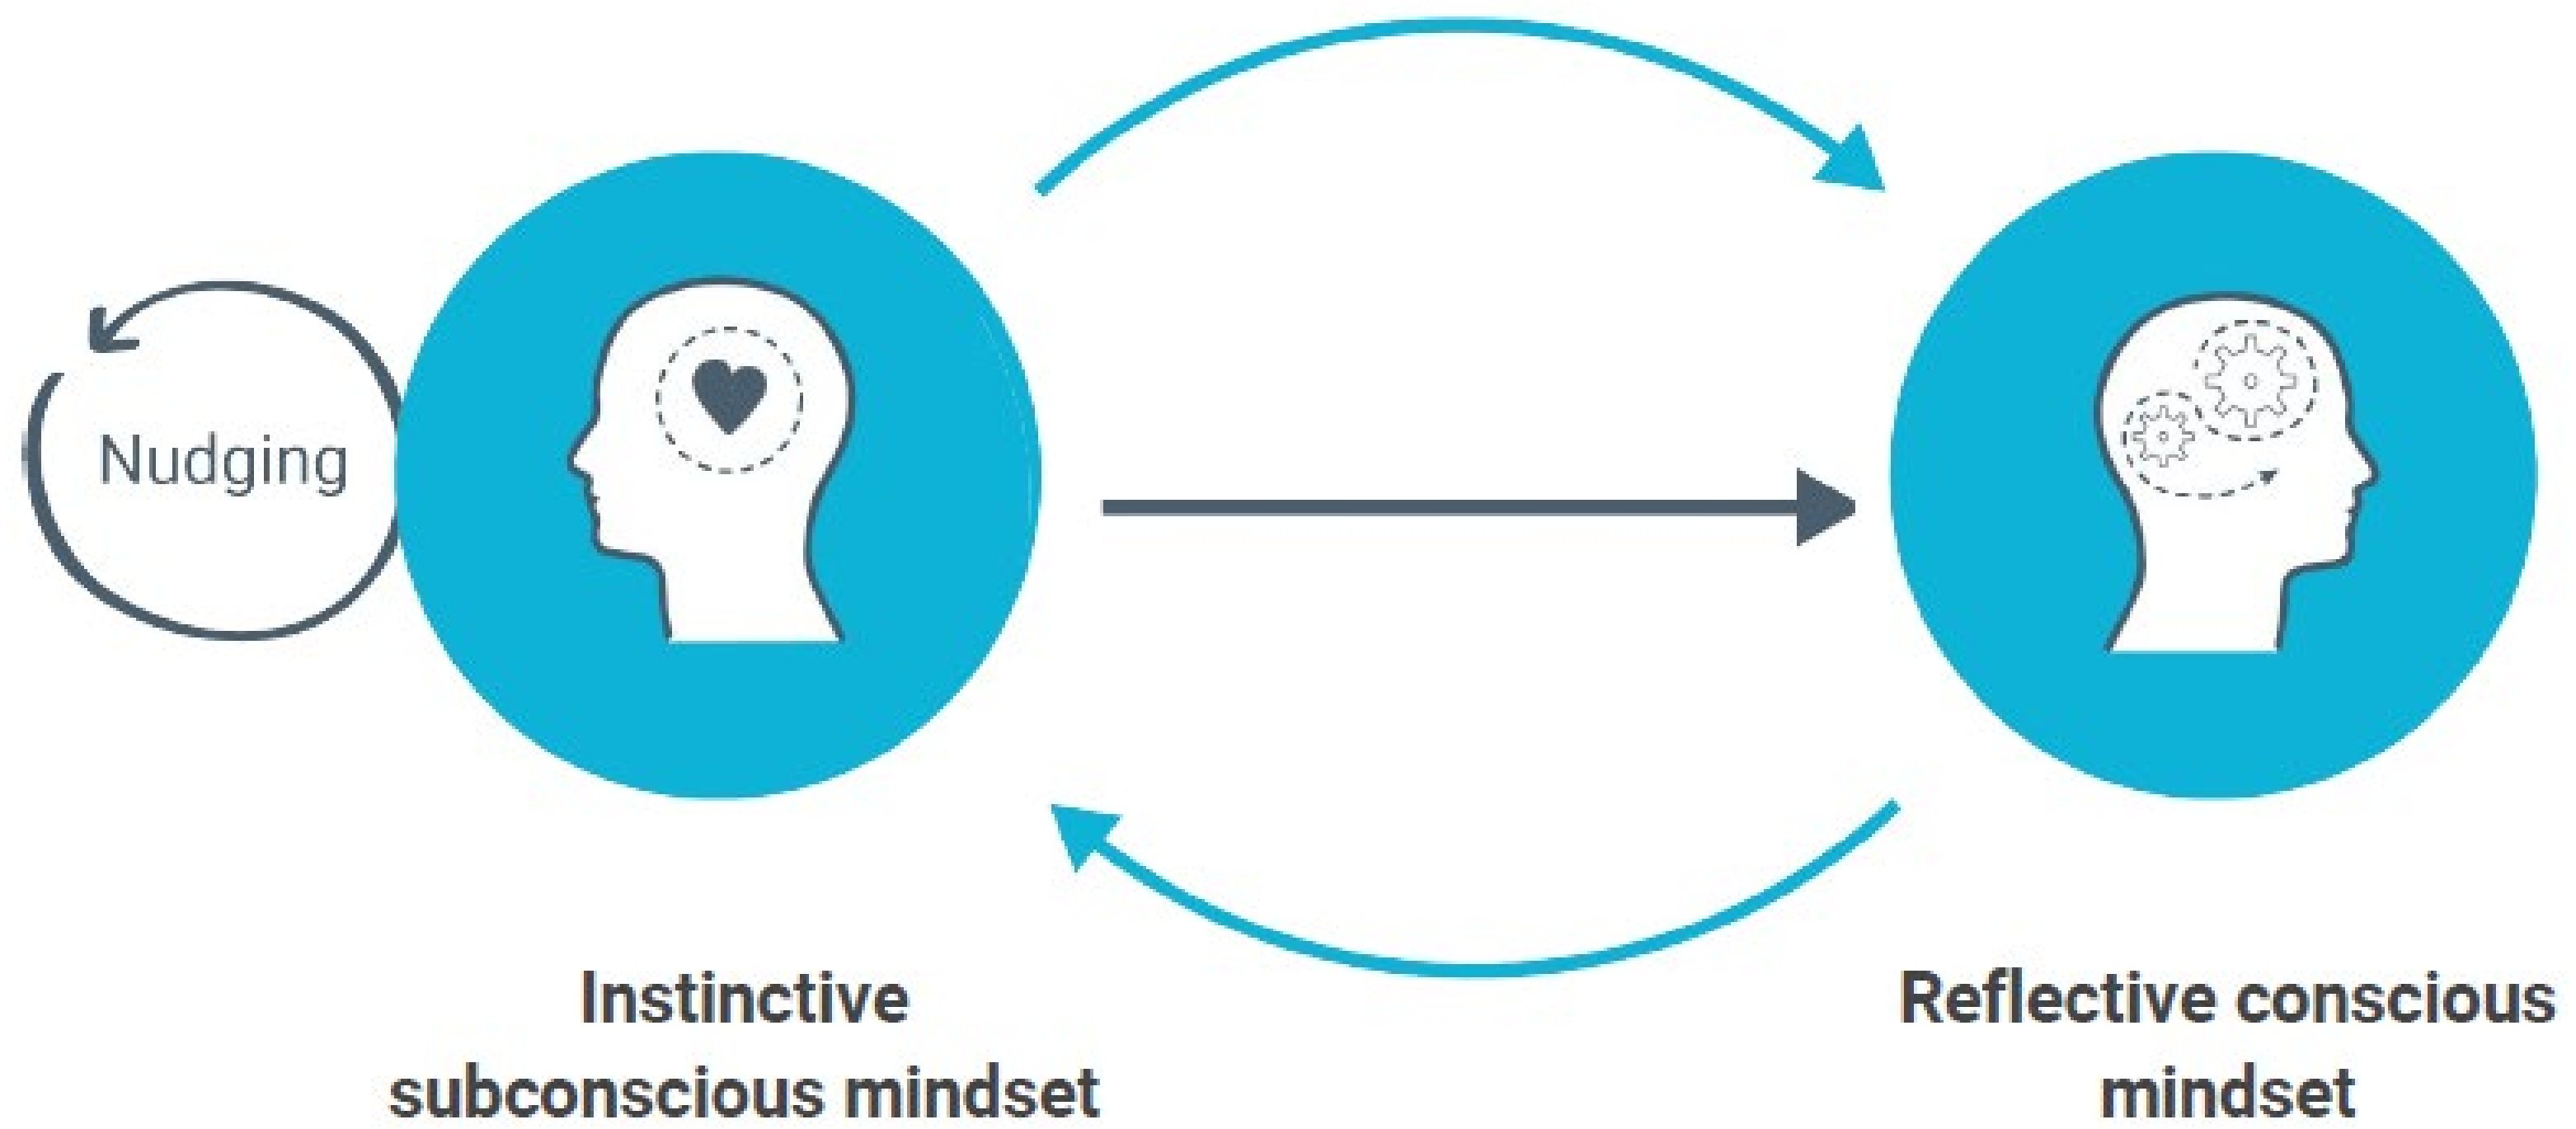 Nudging
Instinctive
subconscious mindset
Reflective conscious
mindset